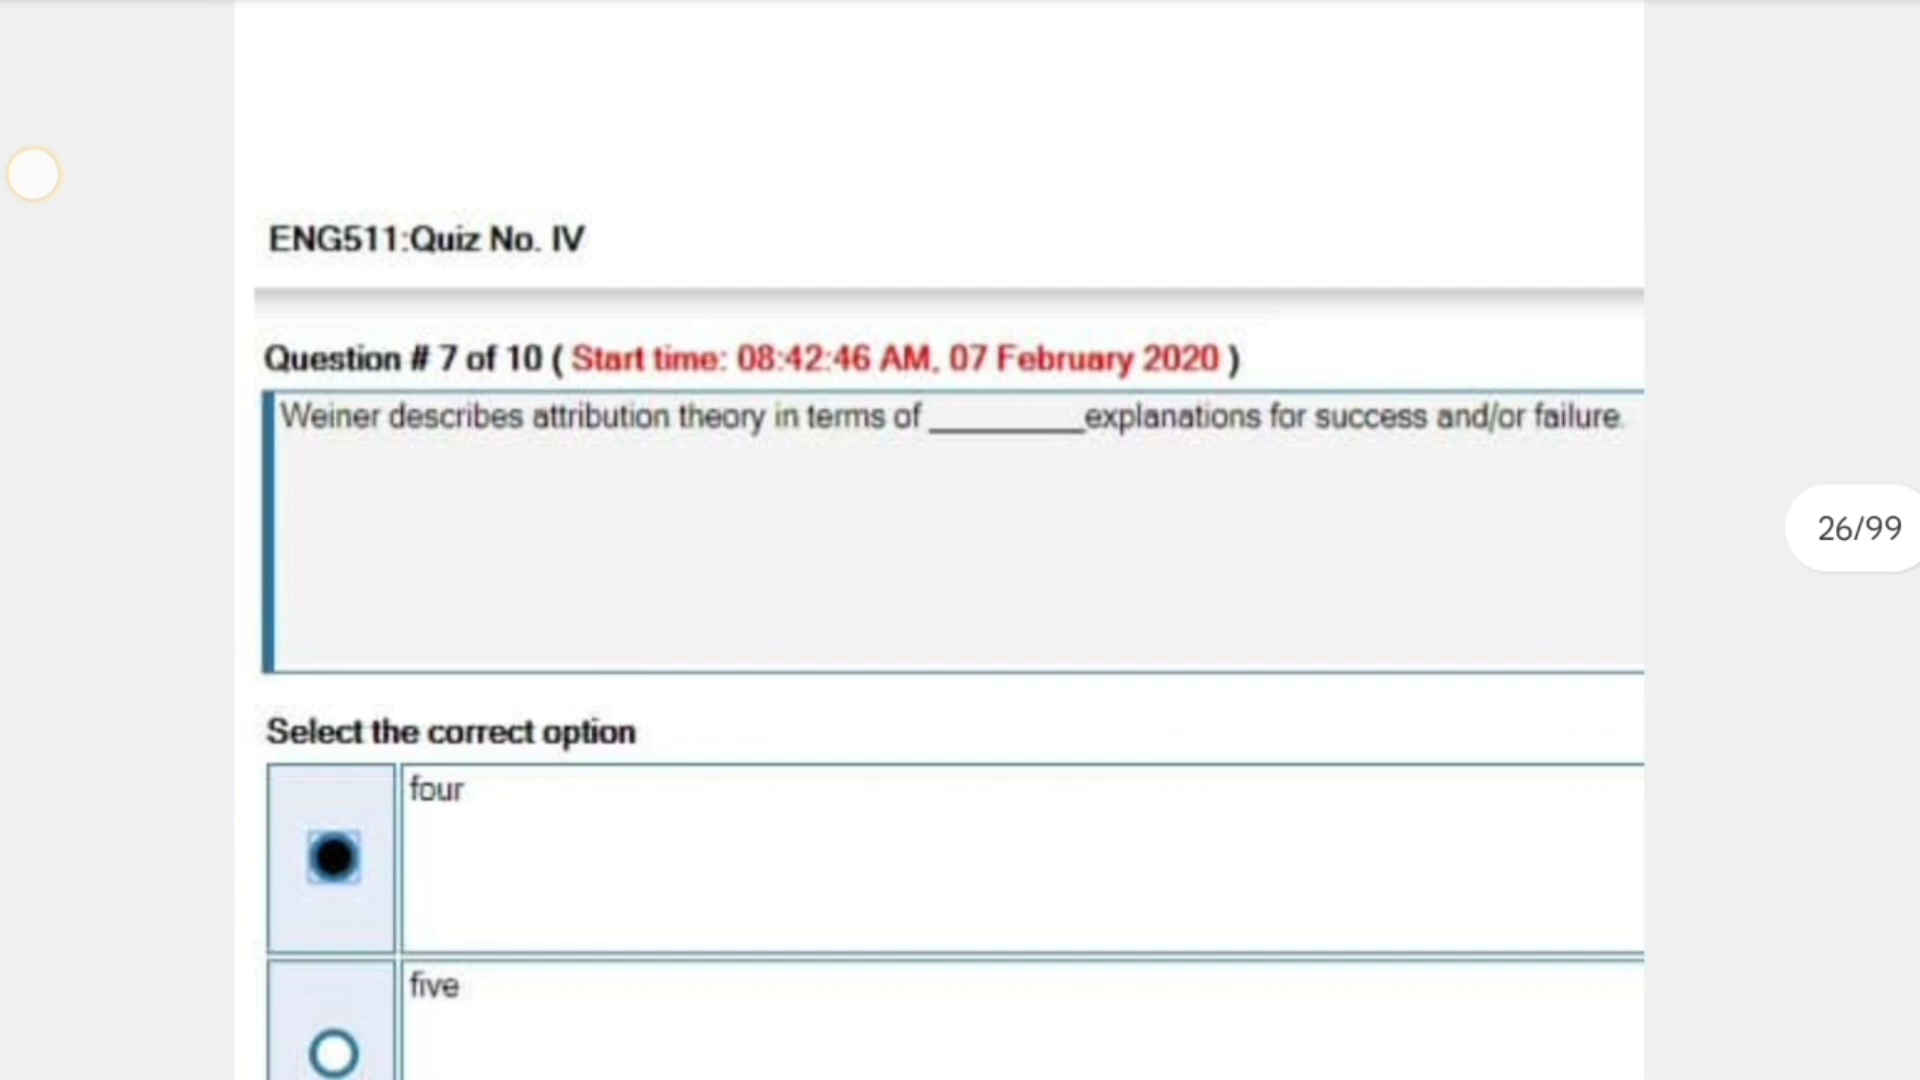 ENG511:Quiz No. IV
Question # 7 of 10 ( Start time: 08:42:46 AM, 07 February 2020 )
Weiner describes attribution theory in terms of __________explanations for success and/or failure.
26/99
Select the correct option
four
five